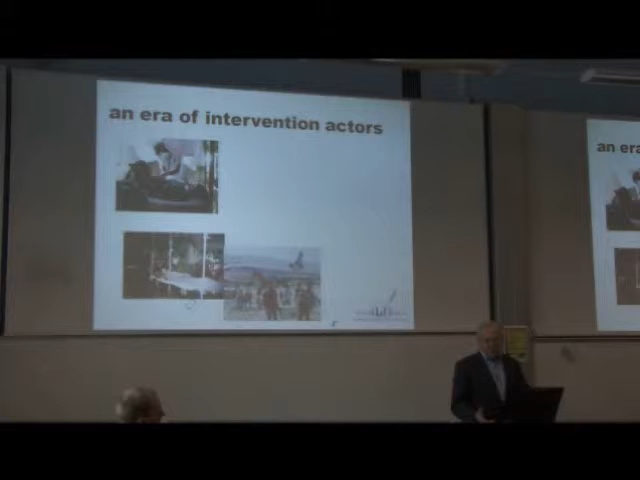 an era of intervention actors
an era